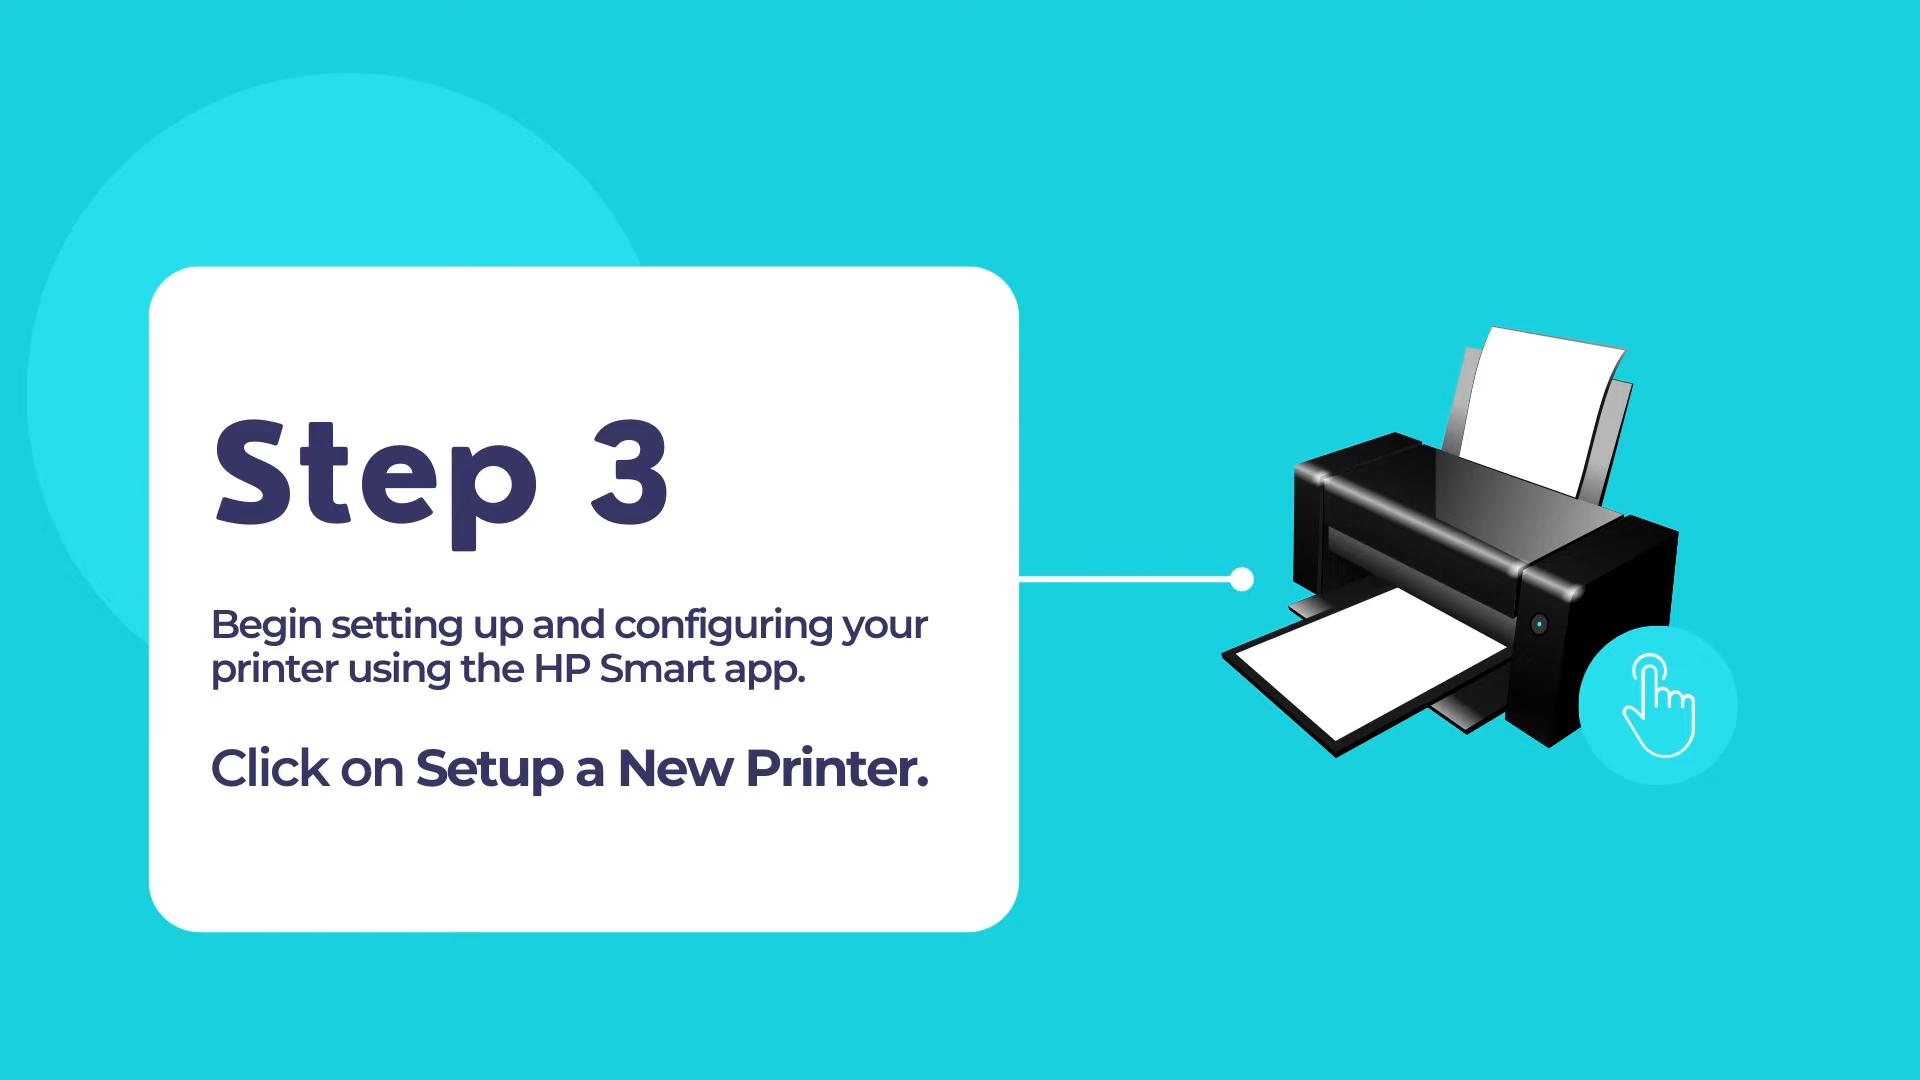 Step 3
Begin setting up and configuring your
printer using the HP Smart app.
Click on Setup a New Printer.